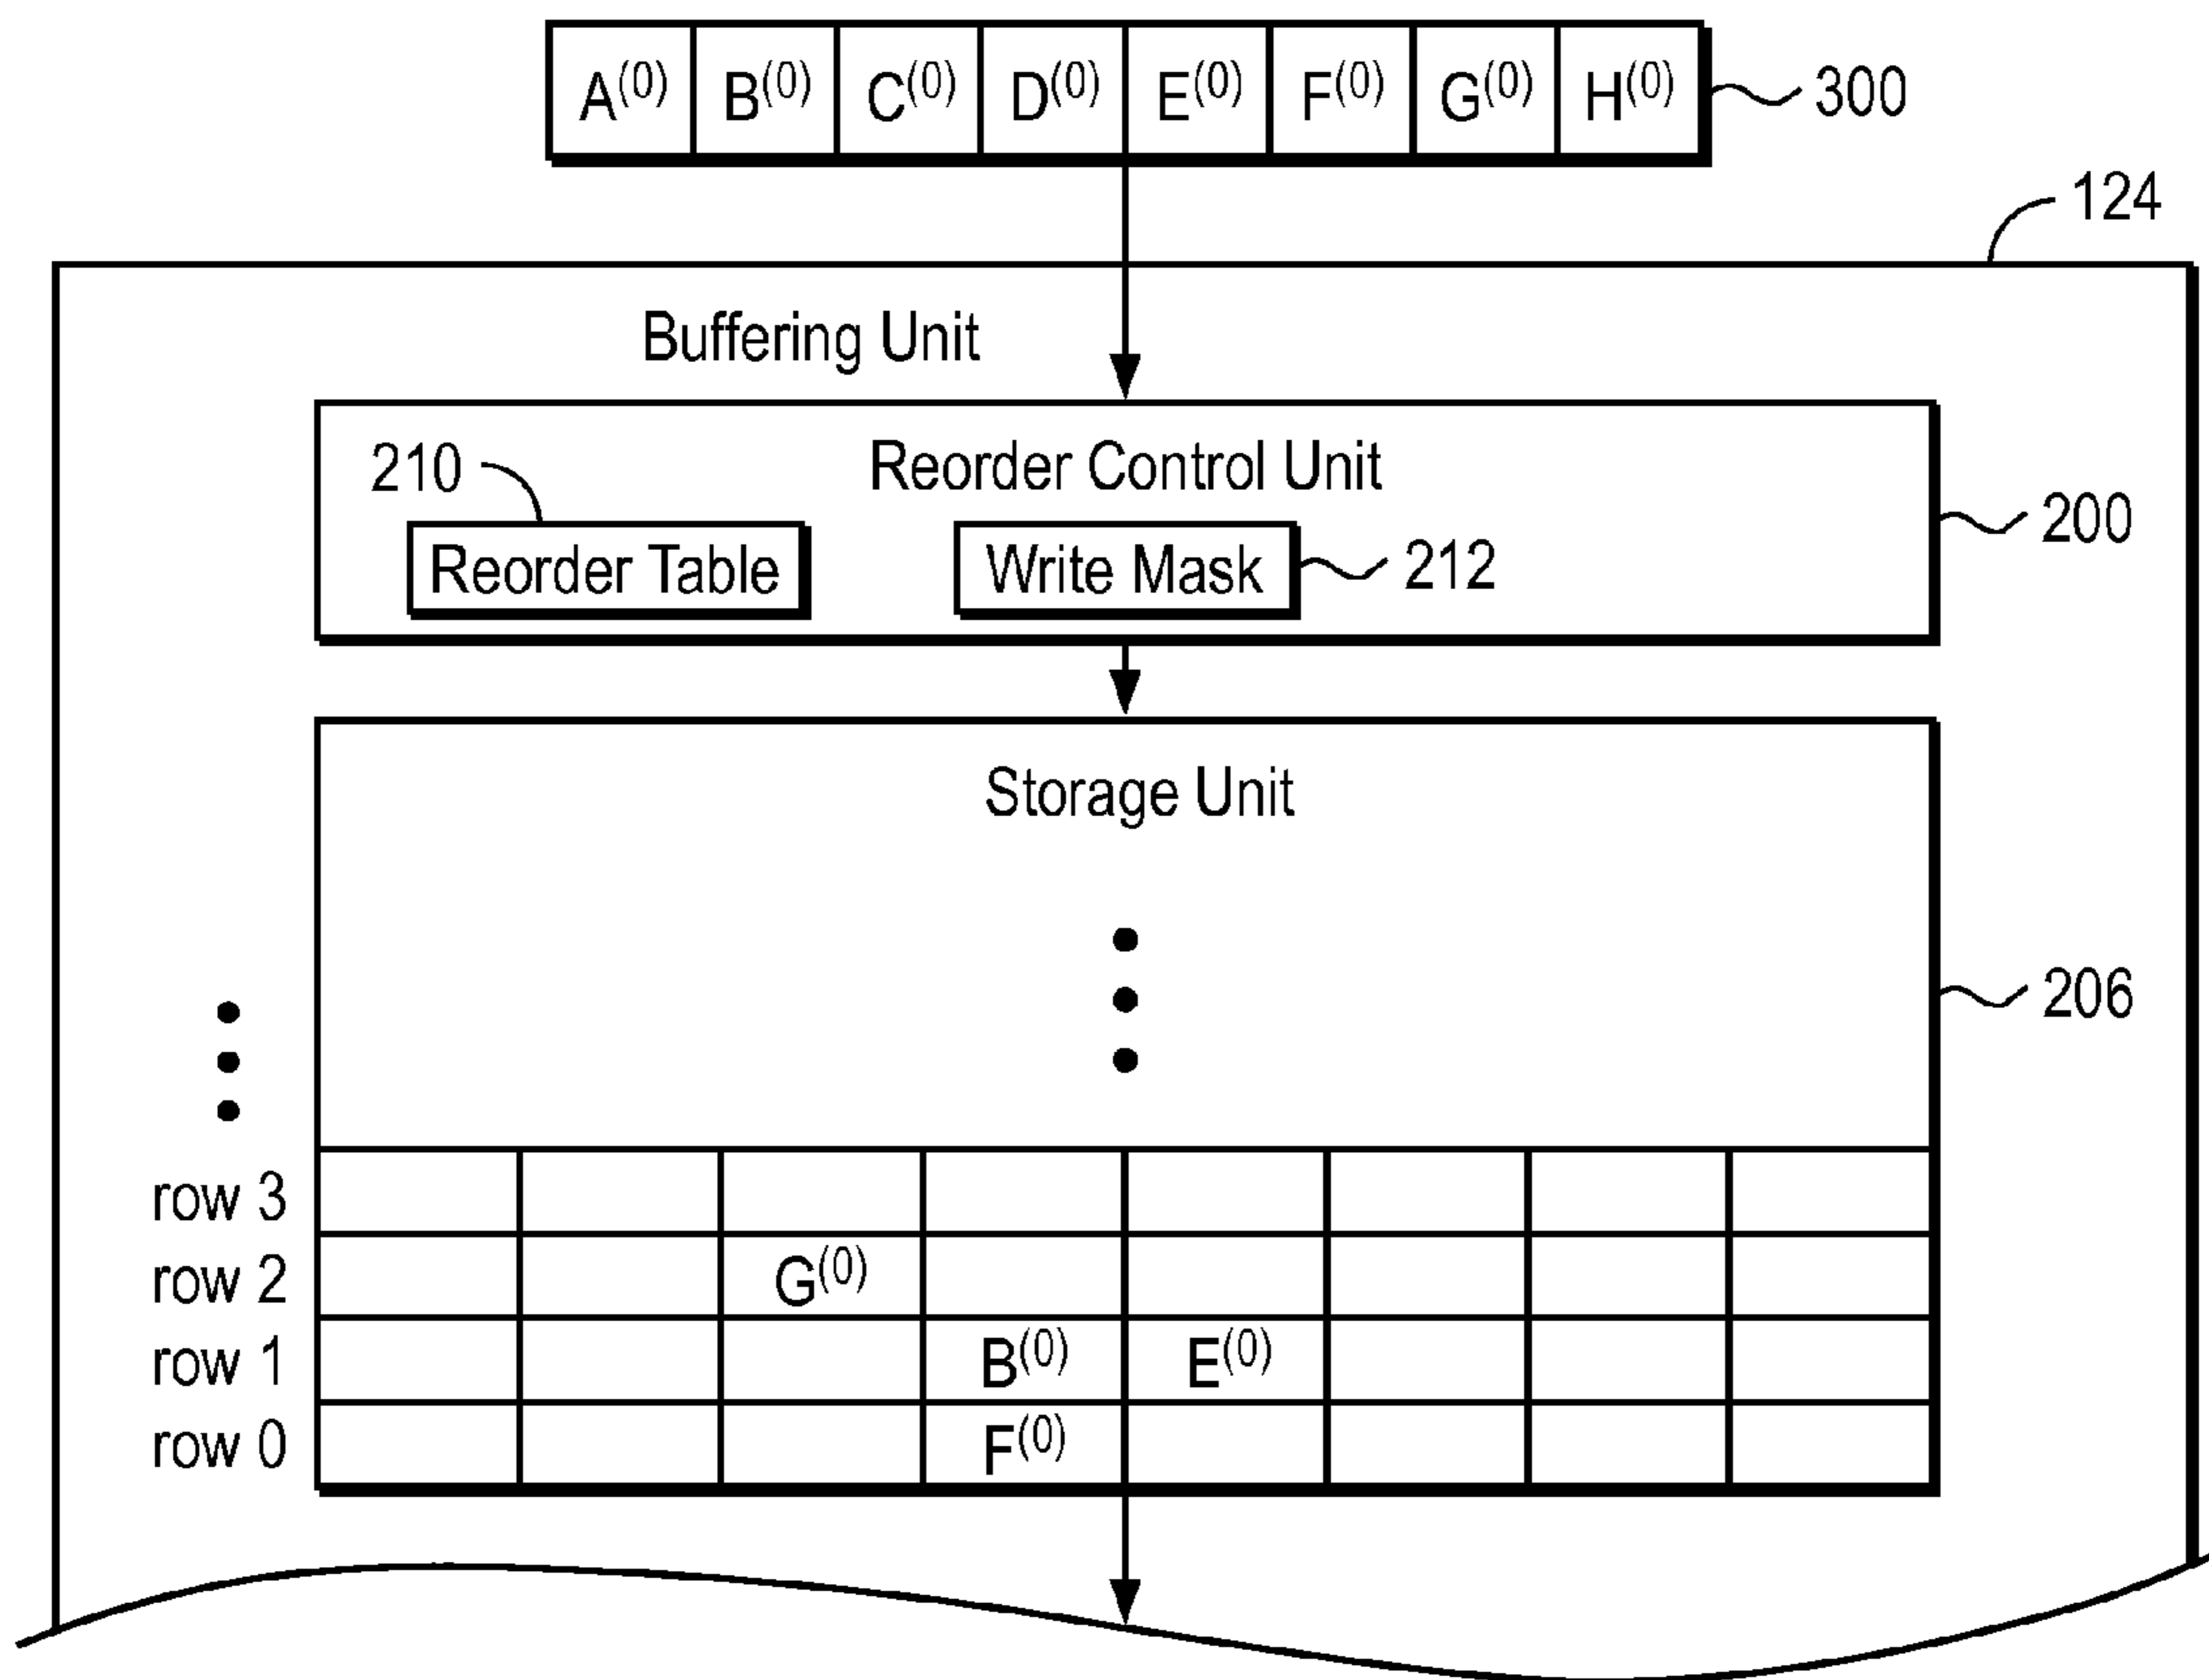 A(0) B(0) C(0) D(0) E(0) F(0) G(0) H(0) 300
124
Buffering Unit
210 Reorder Control Unit
200
Reorder Table Write Mask 212
Storage Unit
206
row 3
row 2 G(0)
row 1 B(0) E(0)
row 0 F(0)